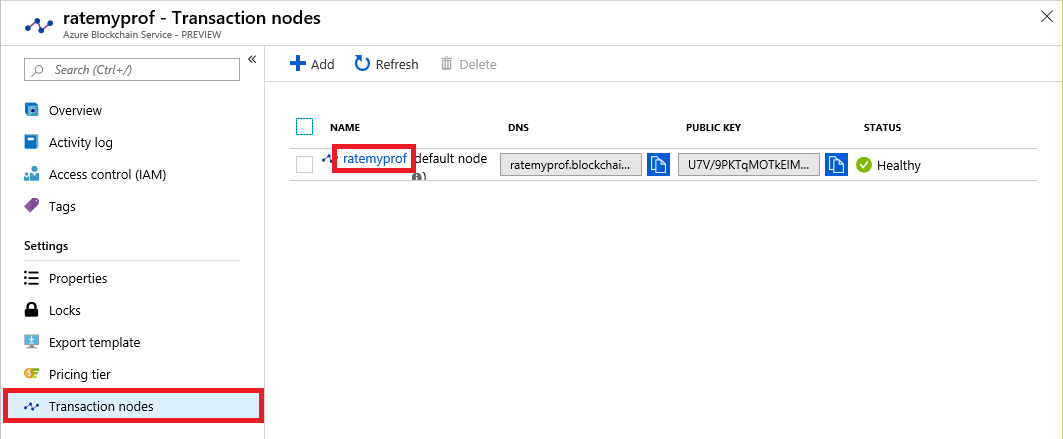 ratemyprof - Transaction nodes
Azure Blockchain Service - PREVIEW
Search (Ctrl+/)
«
Overview
Activity log
Access control (IAM)
Tags
Settings
Properties
Locks
Export template
Pricing tier
Transaction nodes
Add Refresh Delete
NAME DNS PUBLIC KEY STATUS
ratemyprof default node ratemyprof.blockchai... U7V/9PKTqMOTkEIM... Healthy
)